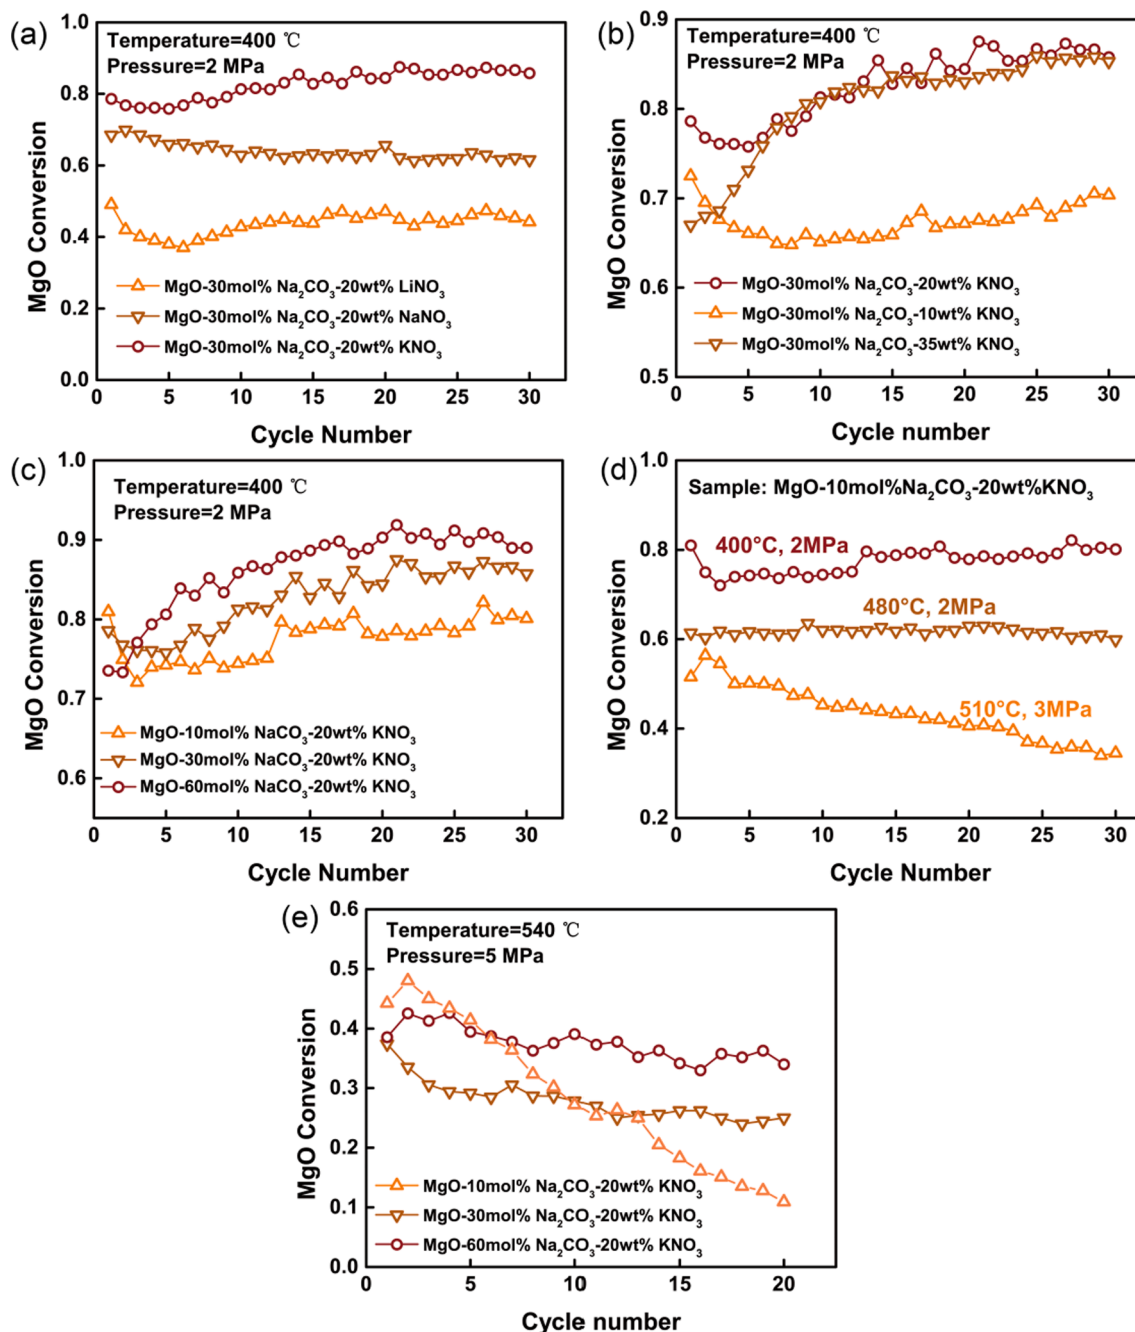 (a)
Temperature=400 ℃
Pressure=2 MPa
MgO Conversion
1.0
0.8
0.6
0.4
0.2
0.0
MgO-30mol% Na₂CO₃-20wt% LiNO₃
MgO-30mol% Na₂CO₃-20wt% NaNO₃
MgO-30mol% Na₂CO₃-20wt% KNO₃
0 5 10 15 20 25 30
Cycle Number
(b)
Temperature=400 ℃
Pressure=2 MPa
MgO Conversion
0.9
0.8
0.7
0.6
0.5
MgO-30mol% Na₂CO₃-20wt% KNO₃
MgO-30mol% Na₂CO₃-10wt% KNO₃
MgO-30mol% Na₂CO₃-35wt% KNO₃
0 5 10 15 20 25 30
Cycle number
(c)
Temperature=400 ℃
Pressure=2 MPa
MgO Conversion
1.0
0.9
0.8
0.7
0.6
MgO-10mol% NaCO₃-20wt% KNO₃
MgO-30mol% NaCO₃-20wt% KNO₃
MgO-60mol% NaCO₃-20wt% KNO₃
0 5 10 15 20 25 30
Cycle Number
(d)
Sample: MgO-10mol%Na₂CO₃-20wt%KNO₃
MgO Conversion
1.0
0.8
0.6
0.4
0.2
400°C, 2MPa
480°C, 2MPa
510°C, 3MPa
0 5 10 15 20 25 30
Cycle Number
(e)
Temperature=540 ℃
Pressure=5 MPa
MgO Conversion
0.6
0.5
0.4
0.3
0.2
0.1
0.0
MgO-10mol% Na₂CO₃-20wt% KNO₃
MgO-30mol% Na₂CO₃-20wt% KNO₃
MgO-60mol% Na₂CO₃-20wt% KNO₃
0 5 10 15 20
Cycle number